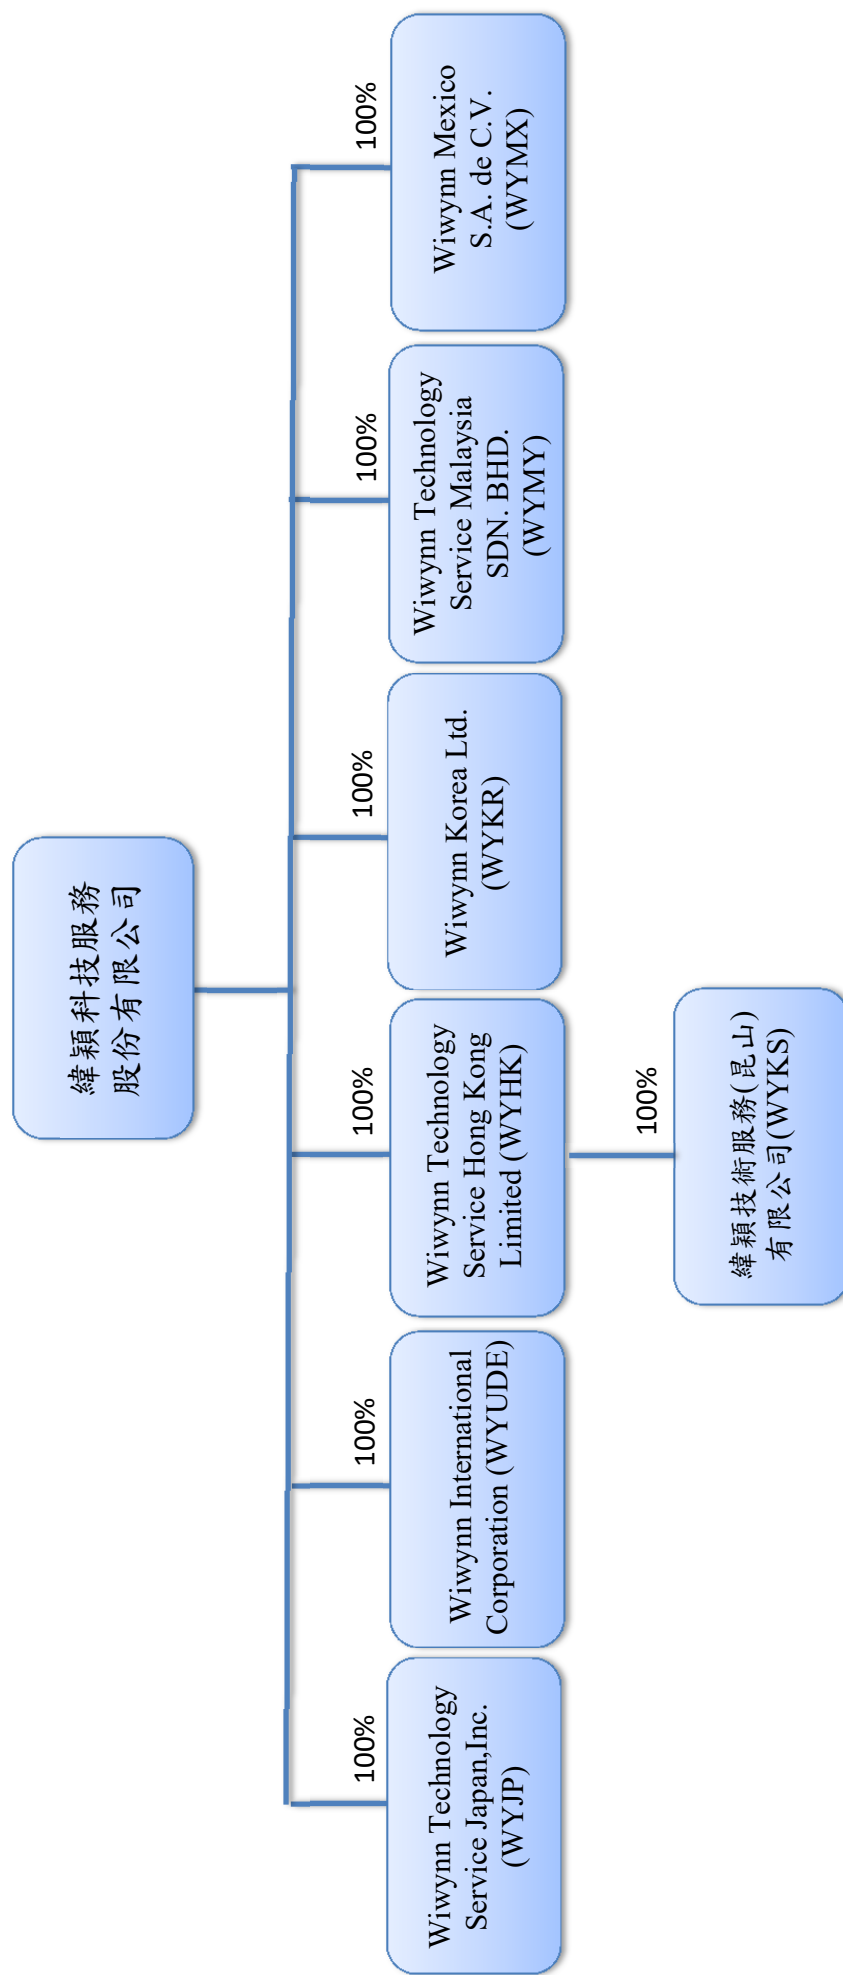 緯穎科技服務
股份有限公司
100%
100%
100%
100%
100%
100%
Wiwynn Technology
Service Japan,Inc.
(WYJP)
Wiwynn International
Corporation (WYUDE)
Wiwynn Technology
Service Hong Kong
Limited (WYHK)
Wiwynn Korea Ltd.
(WYKR)
Wiwynn Technology
Service Malaysia
SDN. BHD.
(WYMY)
Wiwynn Mexico
S.A. de C.V.
(WYMX)
100%
緯穎技術服務(昆山)
有限公司(WYKS)